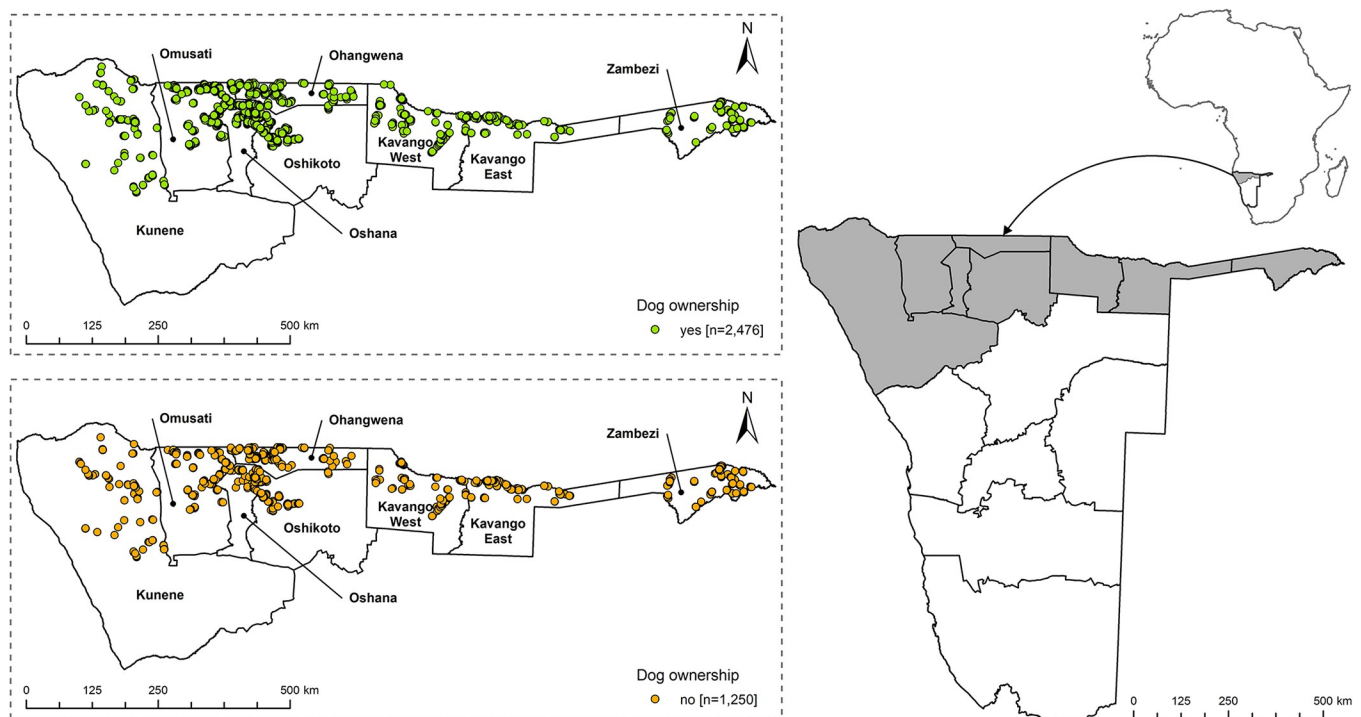 N
Omusati
Ohangwena
Zambezi
Kavango
West
Kavango
East
Oshikoto
Kunene
Oshana
Dog ownership
yes [n=2,476]
0 125 250 500 km
N
Omusati
Ohangwena
Zambezi
Kavango
West
Kavango
East
Oshikoto
Kunene
Oshana
Dog ownership
no [n=1,250]
0 125 250 500 km
0 125 250 500 km